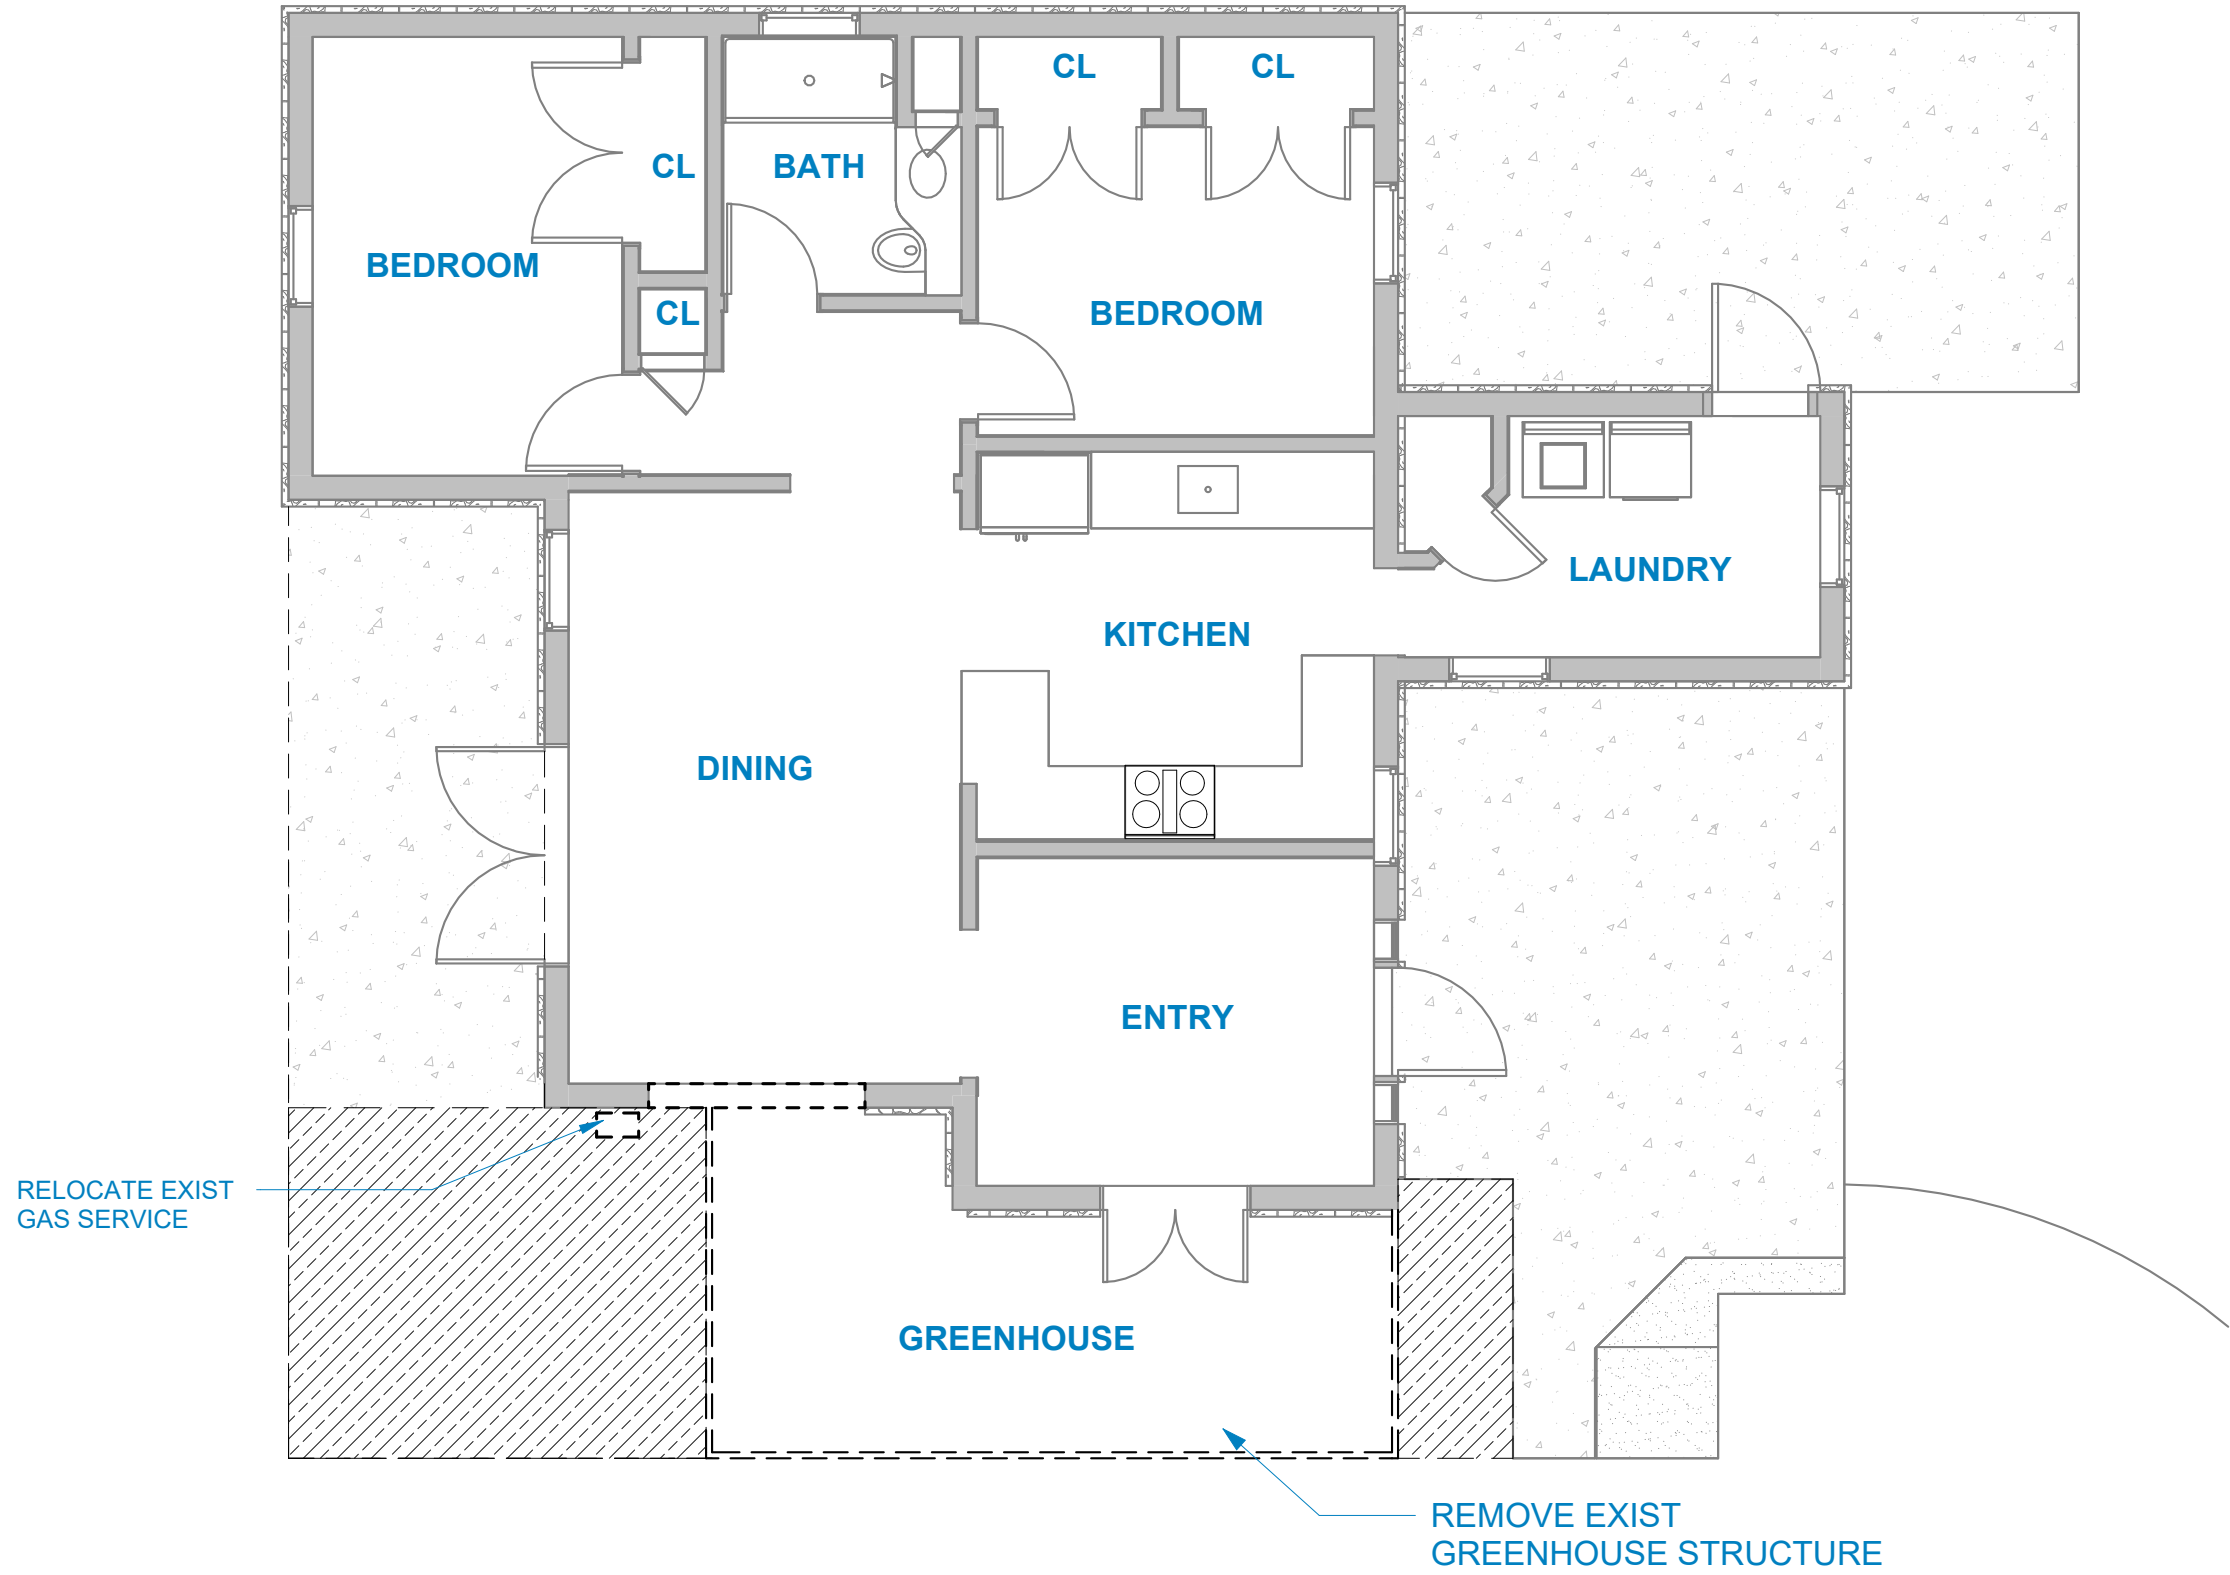 CL
CL
CL
BATH
BEDROOM
CL
BEDROOM
LAUNDRY
KITCHEN
DINING
ENTRY
RELOCATE EXIST
GAS SERVICE
GREENHOUSE
REMOVE EXIST
GREENHOUSE STRUCTURE